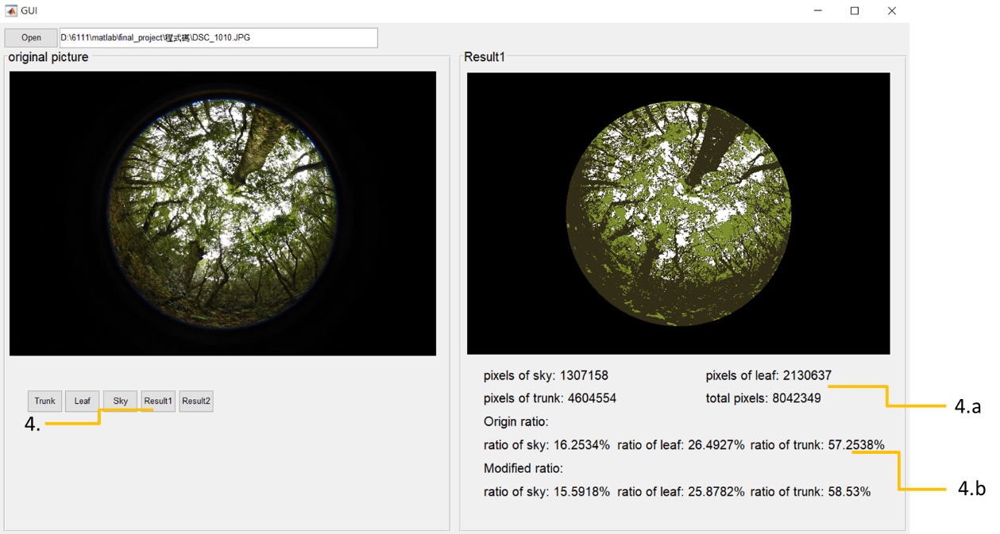 GUI
Open D:\6111\matlab\final_project\程式碼\DSC_1010.JPG
original picture
Result1
Trunk Leaf Sky Result1 Result2
4.
pixels of sky: 1307158 pixels of leaf: 2130637
pixels of trunk: 4604554 total pixels: 8042349
4.a
Origin ratio:
ratio of sky: 16.2534% ratio of leaf: 26.4927% ratio of trunk: 57.2538%
Modified ratio:
4.b
ratio of sky: 15.5918% ratio of leaf: 25.8782% ratio of trunk: 58.53%